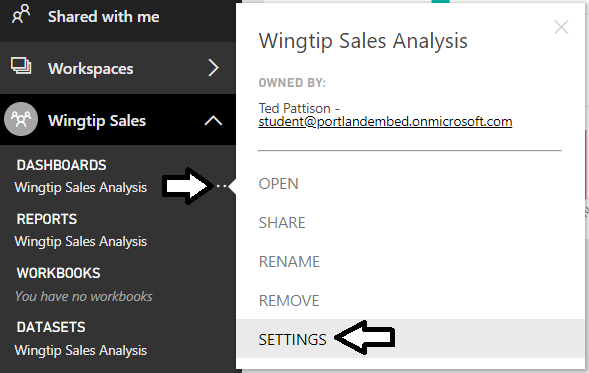 Shared with me
Workspaces
Wingtip Sales
DASHBOARDS
Wingtip Sales Analysis
REPORTS
Wingtip Sales Analysis
WORKBOOKS
You have no workbooks
DATASETS
Wingtip Sales Analysis
Wingtip Sales Analysis
OWNED BY:
Ted Pattison -
student@portlandembed.onmicrosoft.com
OPEN
SHARE
RENAME
REMOVE
SETTINGS